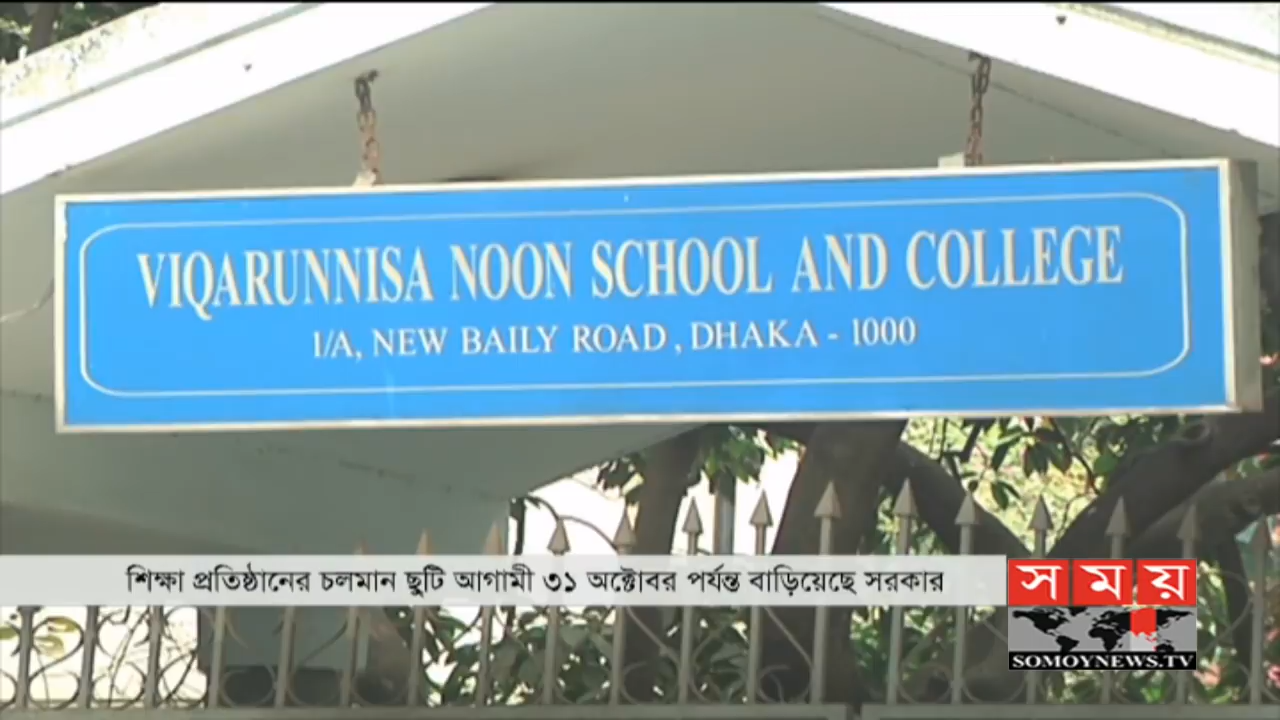 VIQARUNNISA NOON SCHOOL AND COLLEGE
1/A, NEW BAILY ROAD, DHAKA - 1000
শিক্ষা প্রতিষ্ঠানের চলমান ছুটি আগামী ৩১ অক্টোবর পর্যন্ত বাড়িয়েছে সরকার
সময়
SOMOYNEWS.TV